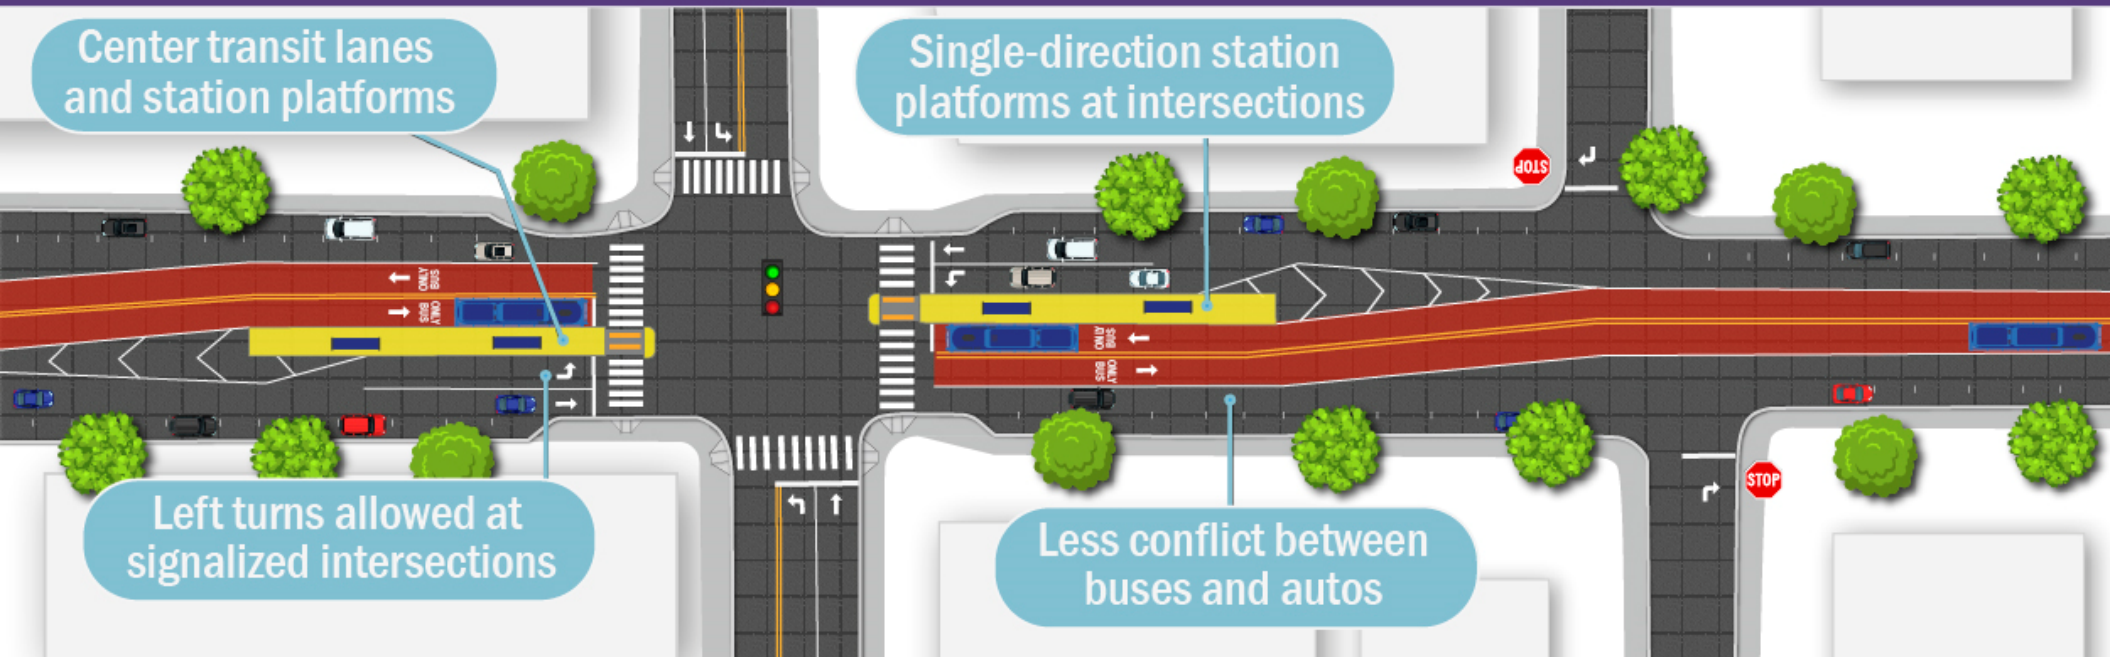 Center transit lanes
and station platforms
Single-direction station
platforms at intersections
STOP
ONLY
BUS
ONLY
BUS
ONLY
BUS
ONLY
BUS
STOP
Left turns allowed at
signalized intersections
Less conflict between
buses and autos